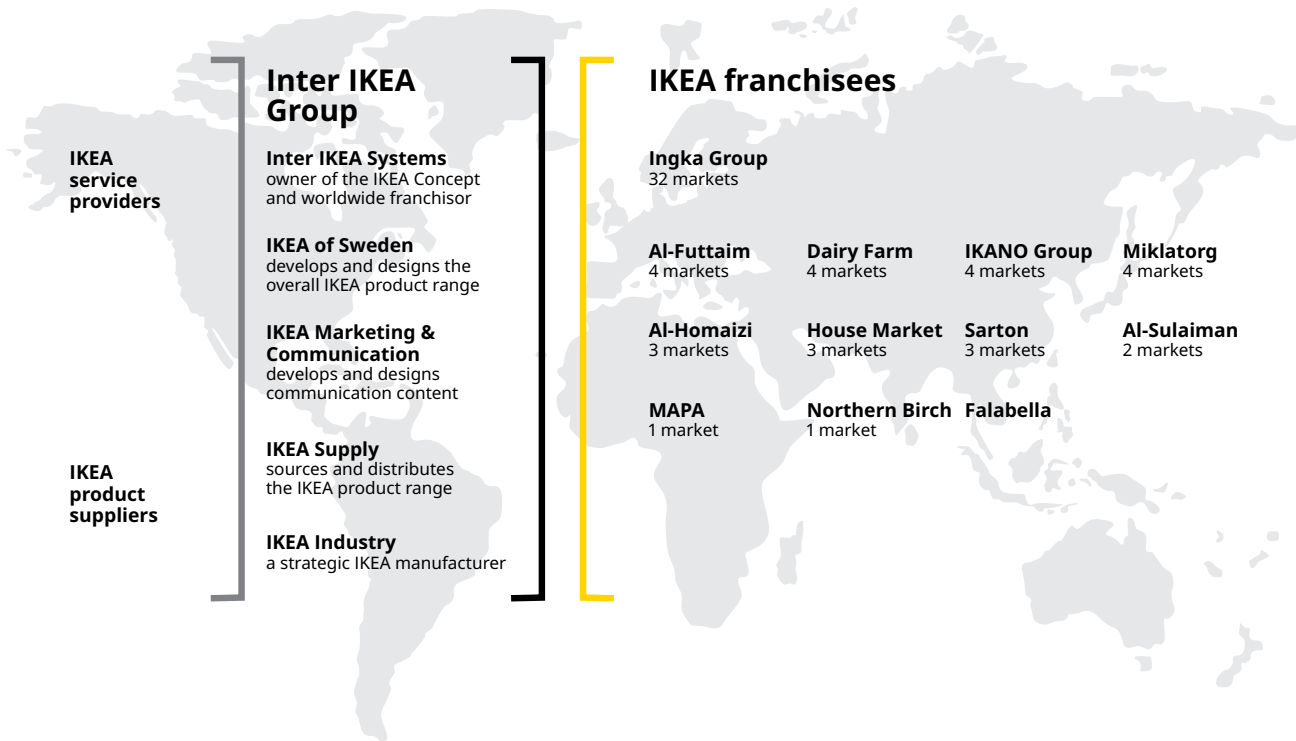 IKEA
service
providers
IKEA
product
suppliers
Inter IKEA
Group
Inter IKEA Systems
owner of the IKEA Concept
and worldwide franchisor
IKEA of Sweden
develops and designs the
overall IKEA product range
IKEA Marketing &
Communication
develops and designs
communication content
IKEA Supply
sources and distributes
the IKEA product range
IKEA Industry
a strategic IKEA manufacturer
IKEA franchisees
Ingka Group
32 markets
Al-Futtaim
4 markets
Dairy Farm
4 markets
IKANO Group
4 markets
Miklatorg
4 markets
Al-Homaizi
3 markets
House Market
3 markets
Sarton
3 markets
Al-Sulaiman
2 markets
MAPA
1 market
Northern Birch
1 market
Falabella